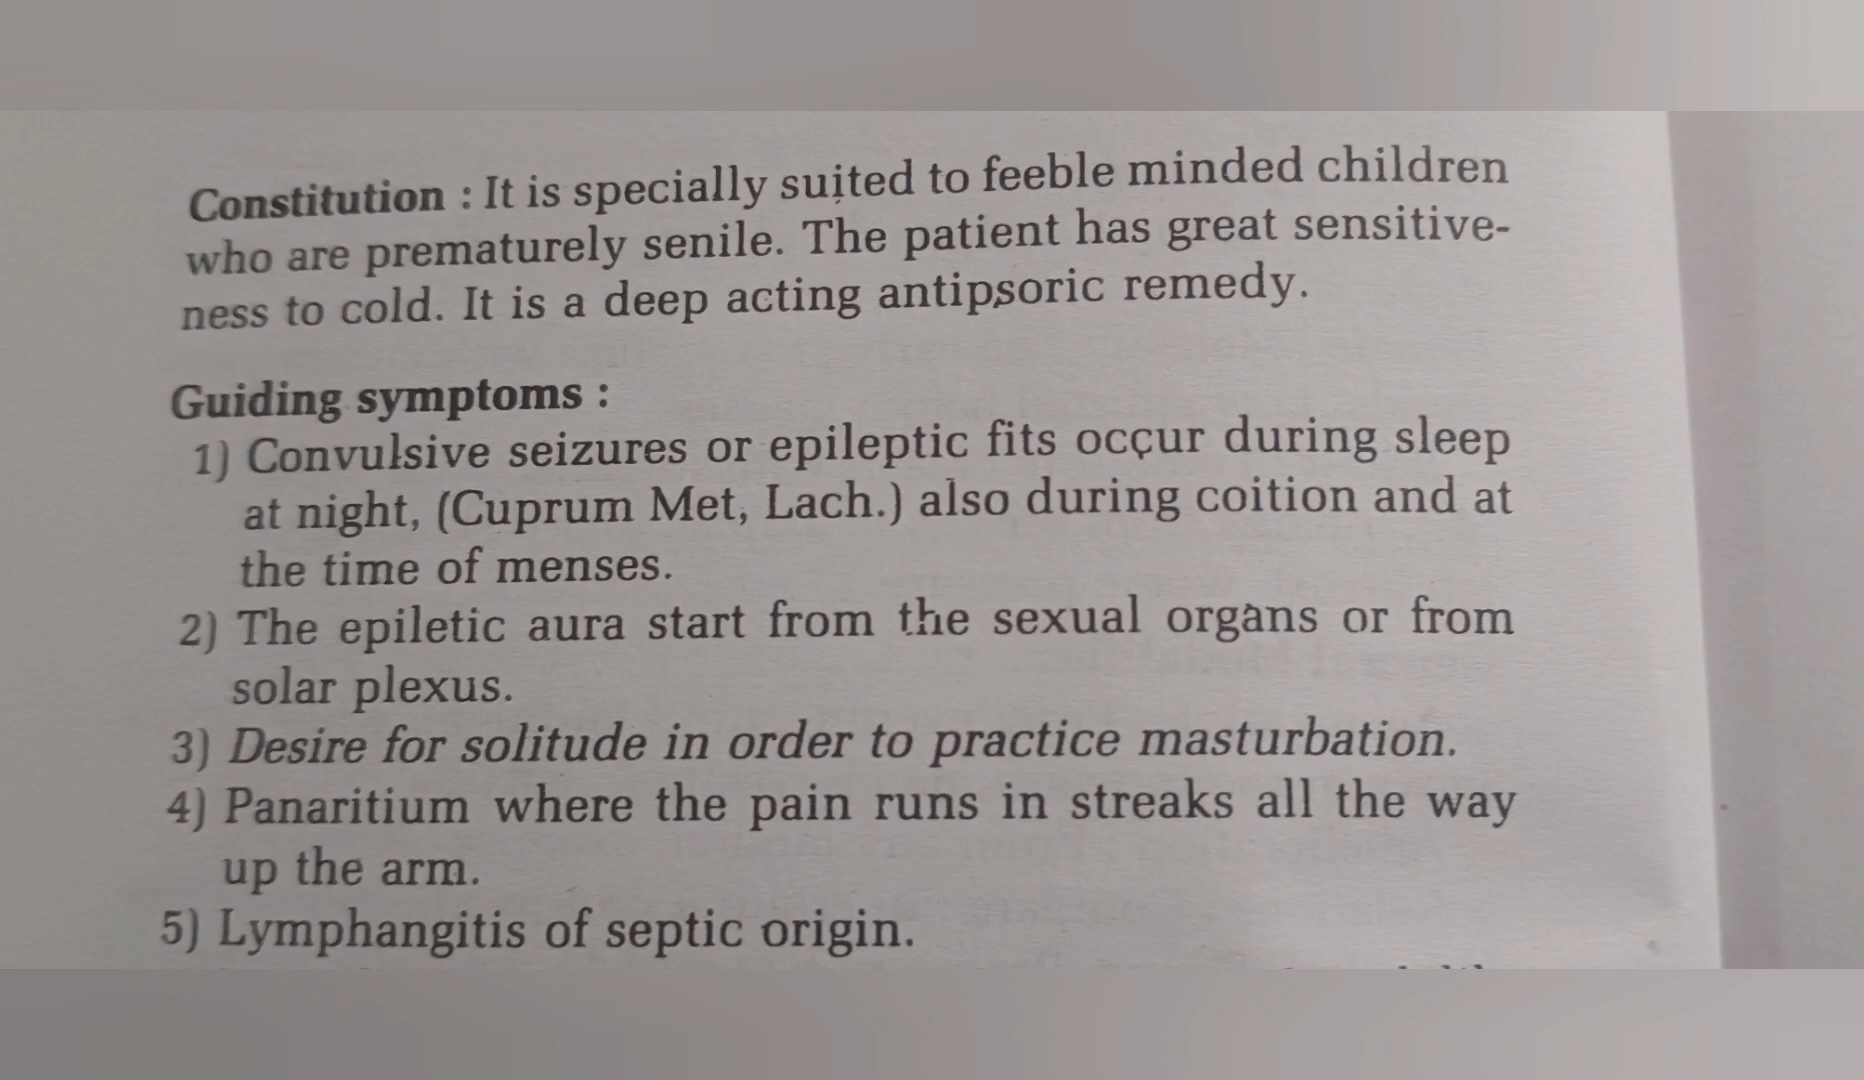 Constitution : It is specially suited to feeble minded children
who are prematurely senile. The patient has great sensitive-
ness to cold. It is a deep acting antipsoric remedy.
Guiding symptoms :
1) Convulsive seizures or epileptic fits occur during sleep
at night, (Cuprum Met, Lach.) also during coition and at
the time of menses.
2) The epiletic aura start from the sexual organs or from
solar plexus.
3) Desire for solitude in order to practice masturbation.
4) Panaritium where the pain runs in streaks all the way
up the arm.
5) Lymphangitis of septic origin.